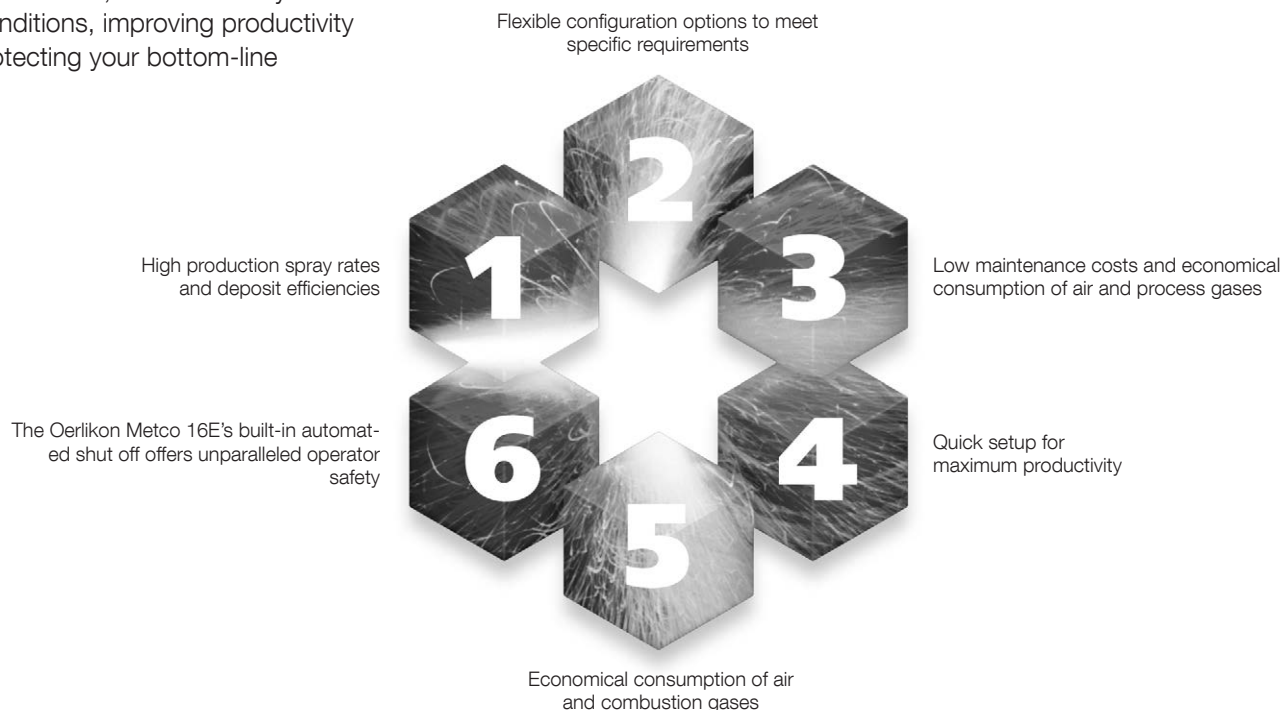 nditions, improving productivity
otecting your bottom-line
Flexible configuration options to meet
specific requirements
1
High production spray rates
and deposit efficiencies
2
3
Low maintenance costs and economical
consumption of air and process gases
4
Quick setup for
maximum productivity
5
Economical consumption of air
and combustion gases
6
The Oerlikon Metco 16E's built-in automat-
ed shut off offers unparalleled operator
safety